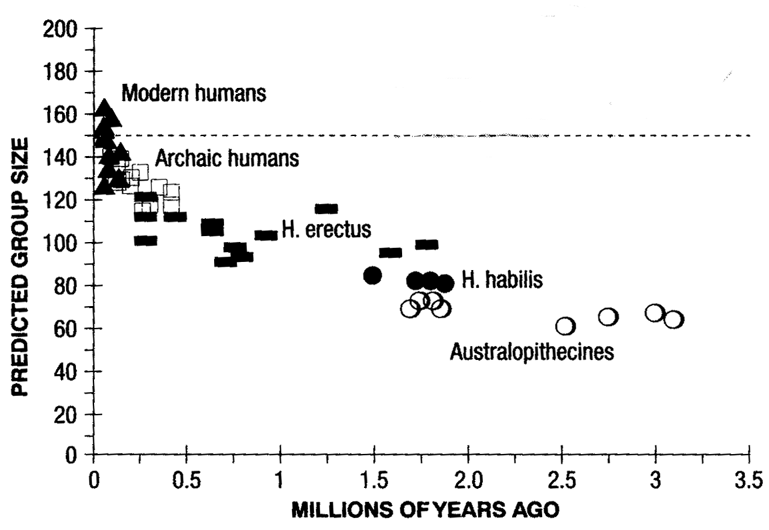 200
180
Modern humans
160
140
Archaic humans
120
H. erectus
100
80
H. habilis
60
Australopithecines
40
20
0
0 0.5 1 1.5 2.0 2.5 3 3.5
MILLIONS OF YEARS AGO
PREDICTED GROUP SIZE